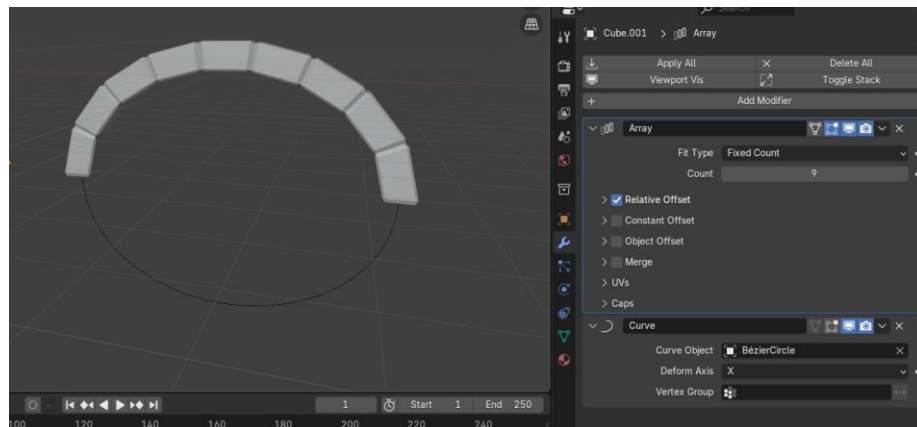 Search
Cube.001 > Array
Apply All
Delete All
Viewport Vis
Toggle Stack
+ Add Modifier
Array
Fit Type Fixed Count
Count 9
Relative Offset
Constant Offset
Object Offset
Merge
UVs
Caps
Curve
Curve Object BézierCircle
Deform Axis X
Vertex Group
1 Start 1 End 250
100 120 140 160 180 200 220 240